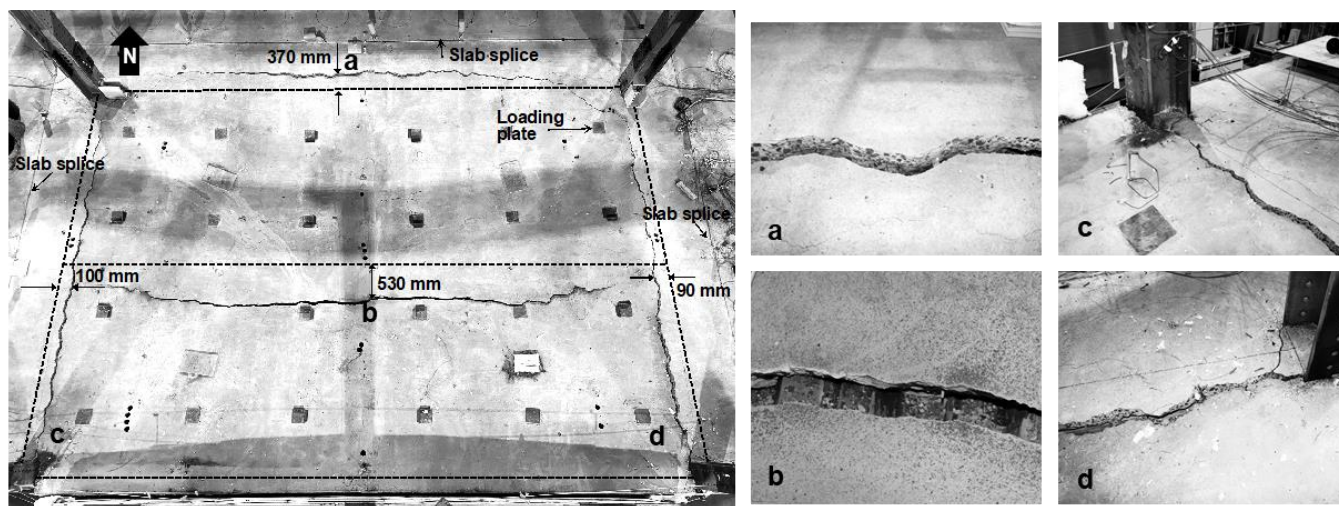 N
370 mm
a
Slab splice
Loading
plate
Slab splice
Slab splice
100 mm
530 mm
90 mm
b
c
d
a
c
b
d